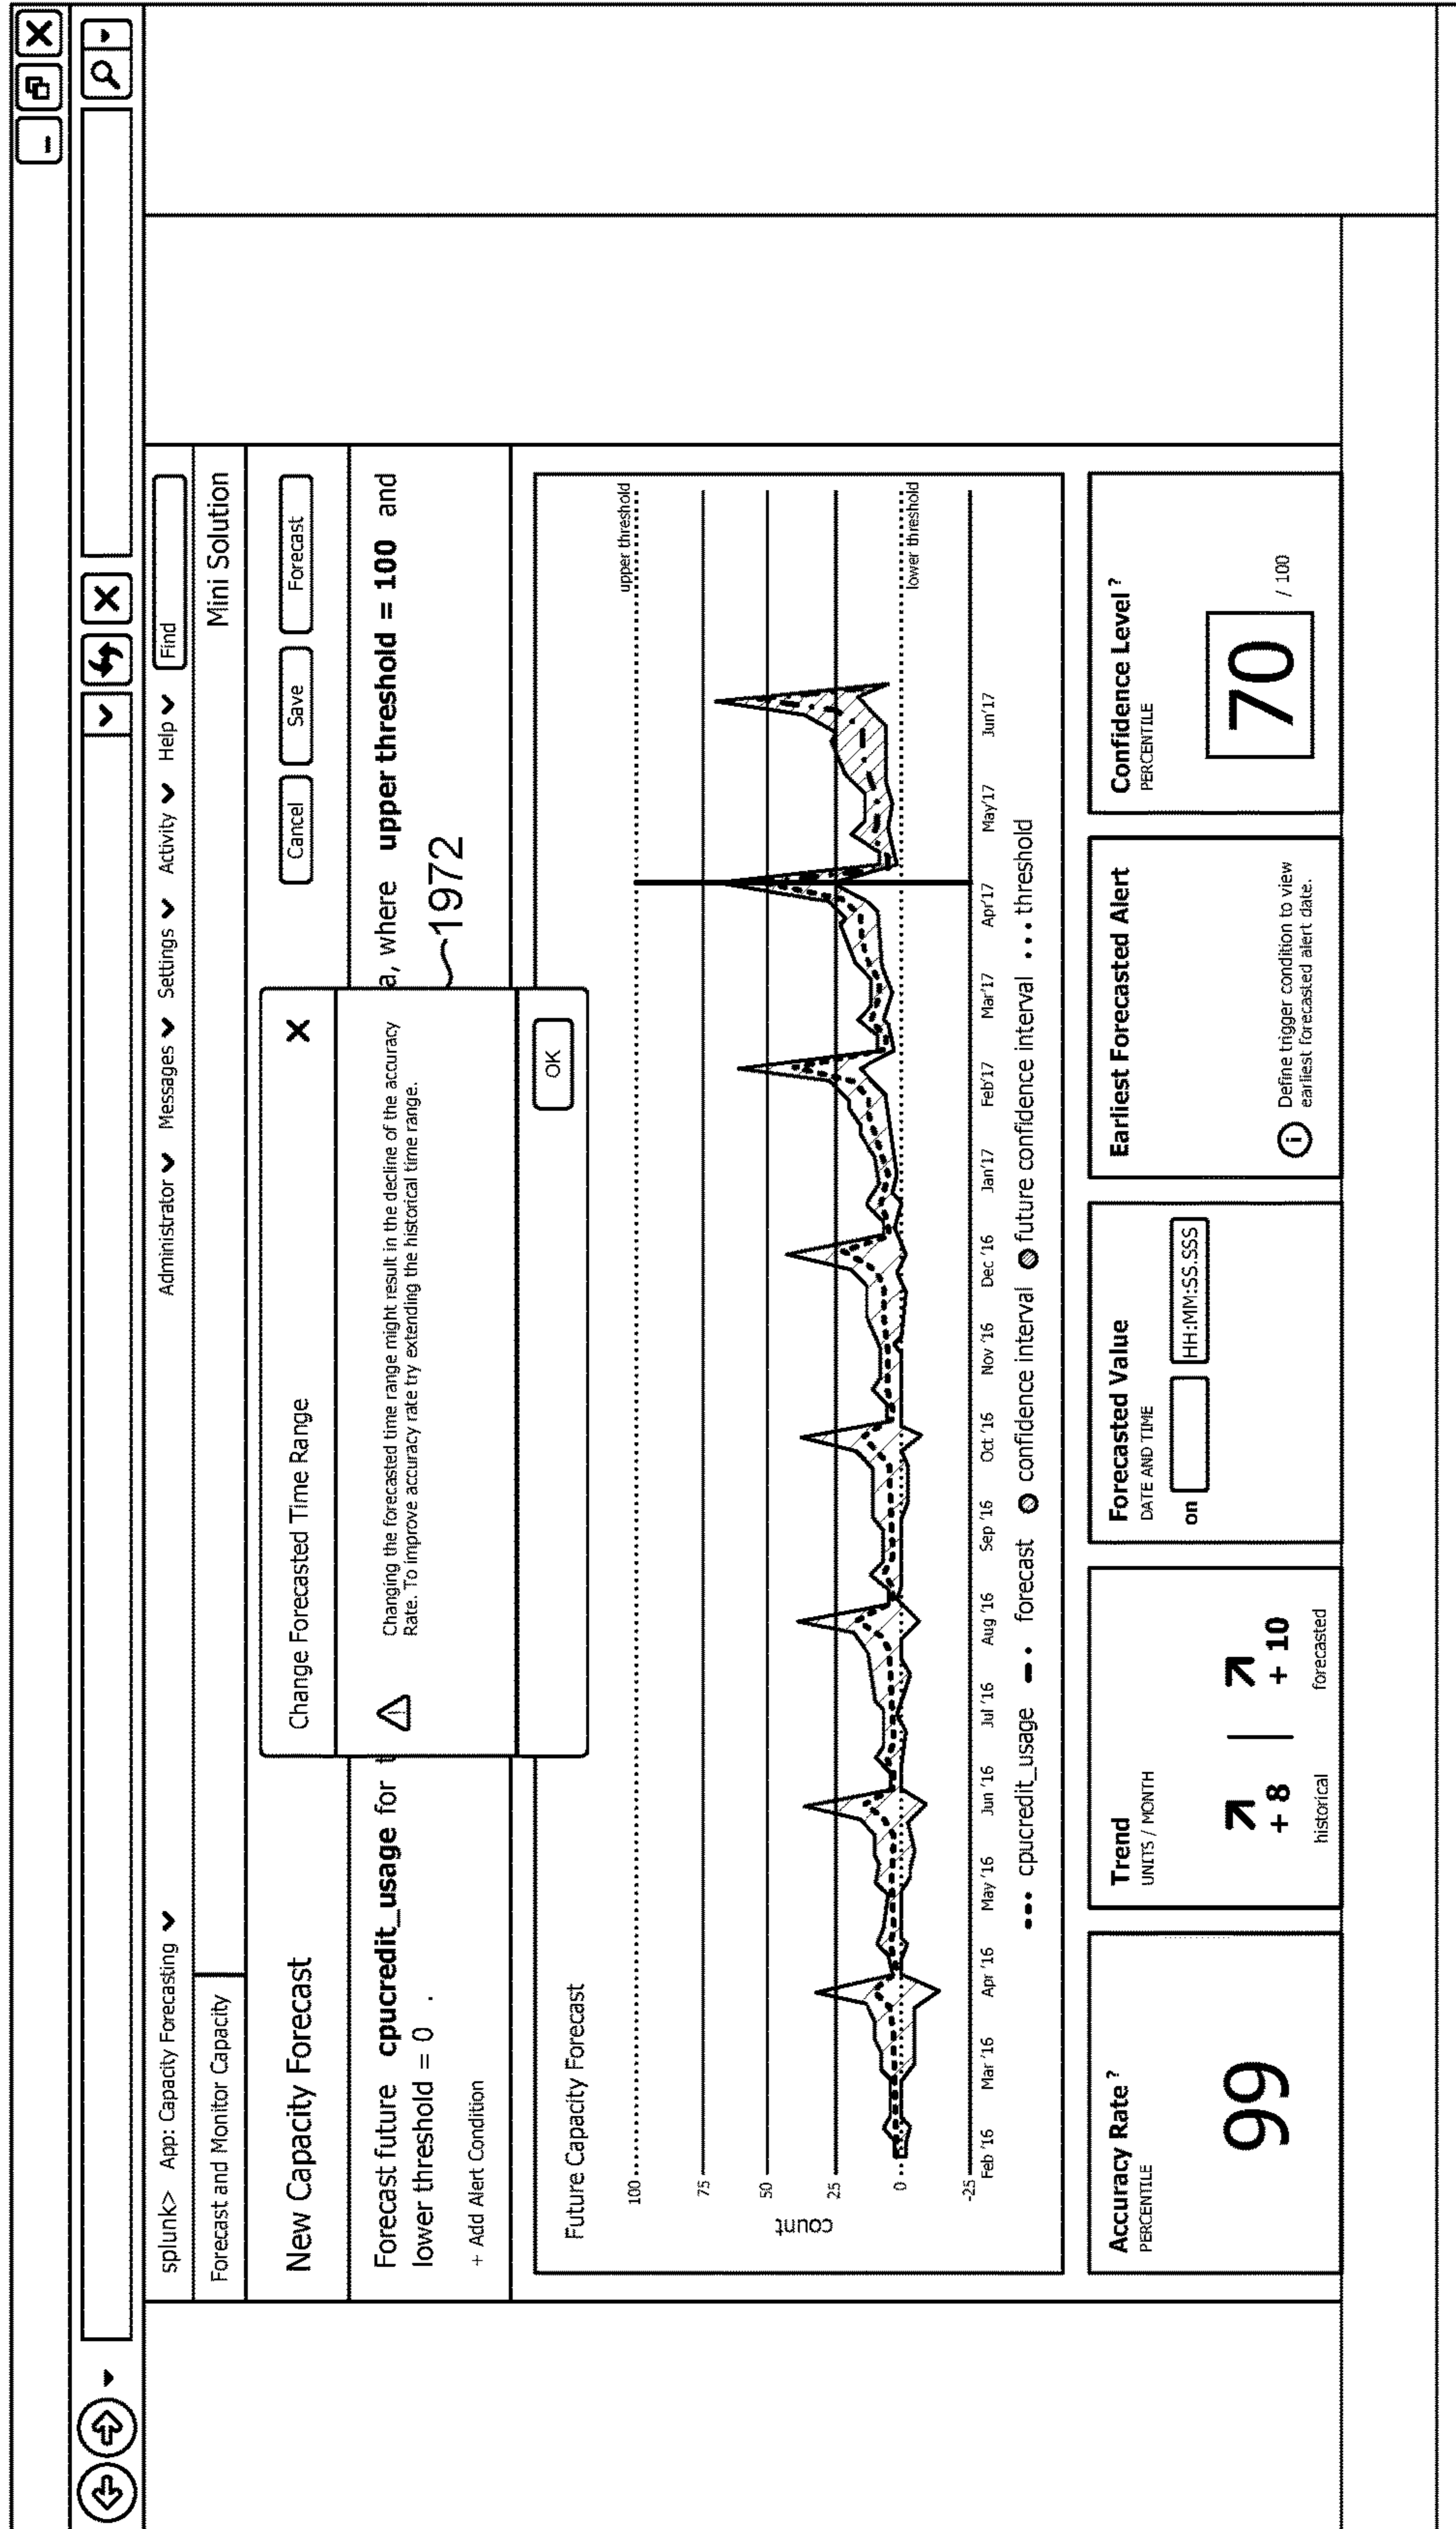 splunk> App: Capacity Forecasting
Administrator Messages Settings Activity Help Find
Forecast and Monitor Capacity
Mini Solution
New Capacity Forecast
Cancel Save Forecast
Change Forecasted Time Range
Changing the forecasted time range might result in the decline of the accuracy
Rate. To improve accuracy rate try extending the historical time range.
OK
Forecast future cpucredit_usage for t
a, where upper threshold = 100 and
lower threshold = 0 .
1972
+ Add Alert Condition
Future Capacity Forecast
upper threshold
100
75
50
25
0
-25
count
lower threshold
Feb '16 Mar '16 Apr '16 May '16 Jun '16 Jul '16 Aug '16 Sep '16 Oct '16 Nov '16 Dec '16 Jan'17 Feb'17 Mar'17 Apr'17 May'17 Jun'17
cpucredit_usage forecast confidence interval future confidence interval threshold
Accuracy Rate ?
PERCENTILE
99
Trend
UNITS / MONTH
+ 8 | + 10
historical forecasted
Forecasted Value
DATE AND TIME
on HH:MM:SS.SSS
Earliest Forecasted Alert
i Define trigger condition to view
earliest forecasted alert date.
Confidence Level ?
PERCENTILE
70 / 100